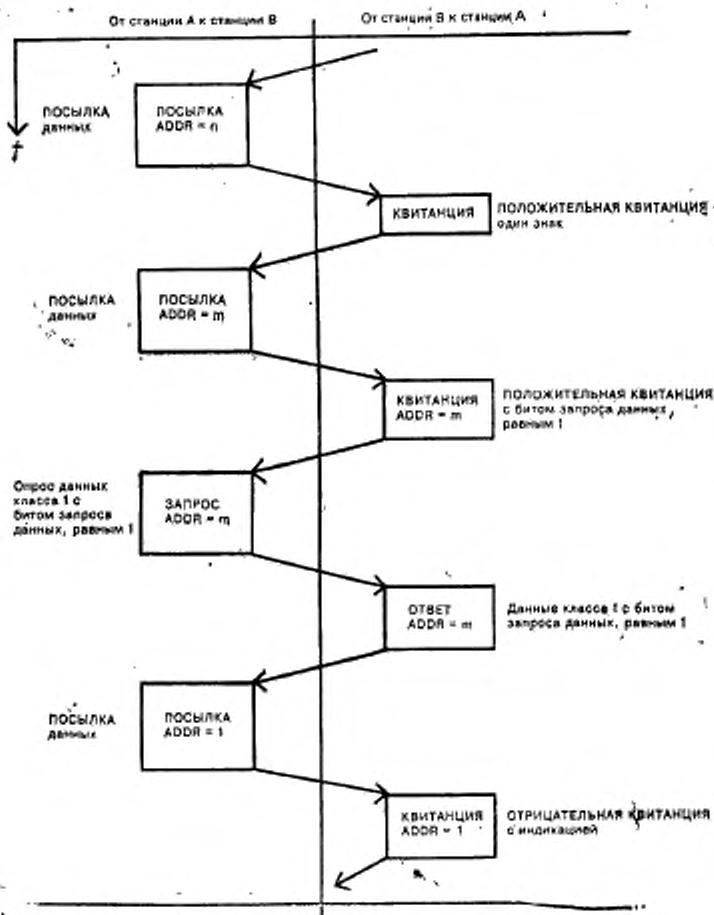 От станции А к станции В
От станции В к станции А
t
ПОСЫЛКА
данных
ПОСЫЛКА
ADDR = n
КВИТАНЦИЯ
ПОЛОЖИТЕЛЬНАЯ КВИТАНЦИЯ -
один знак
ПОСЫЛКА
данных
ПОСЫЛКА
ADDR = m
КВИТАНЦИЯ
ADDR = m
ПОЛОЖИТЕЛЬНАЯ КВИТАНЦИЯ
с битом запроса данных,
равным 1
Опрос данных
класса 1 с
битом запроса
данных, равным 1
ЗАПРОС
ADDR = m
ОТВЕТ
ADDR = m
Данные класса 1 с битом
запроса данных, равным 1
ПОСЫЛКА
данных
ПОСЫЛКА
ADDR = 1
КВИТАНЦИЯ
ADDR = 1
ОТРИЦАТЕЛЬНАЯ КВИТАНЦИЯ
с индикацией